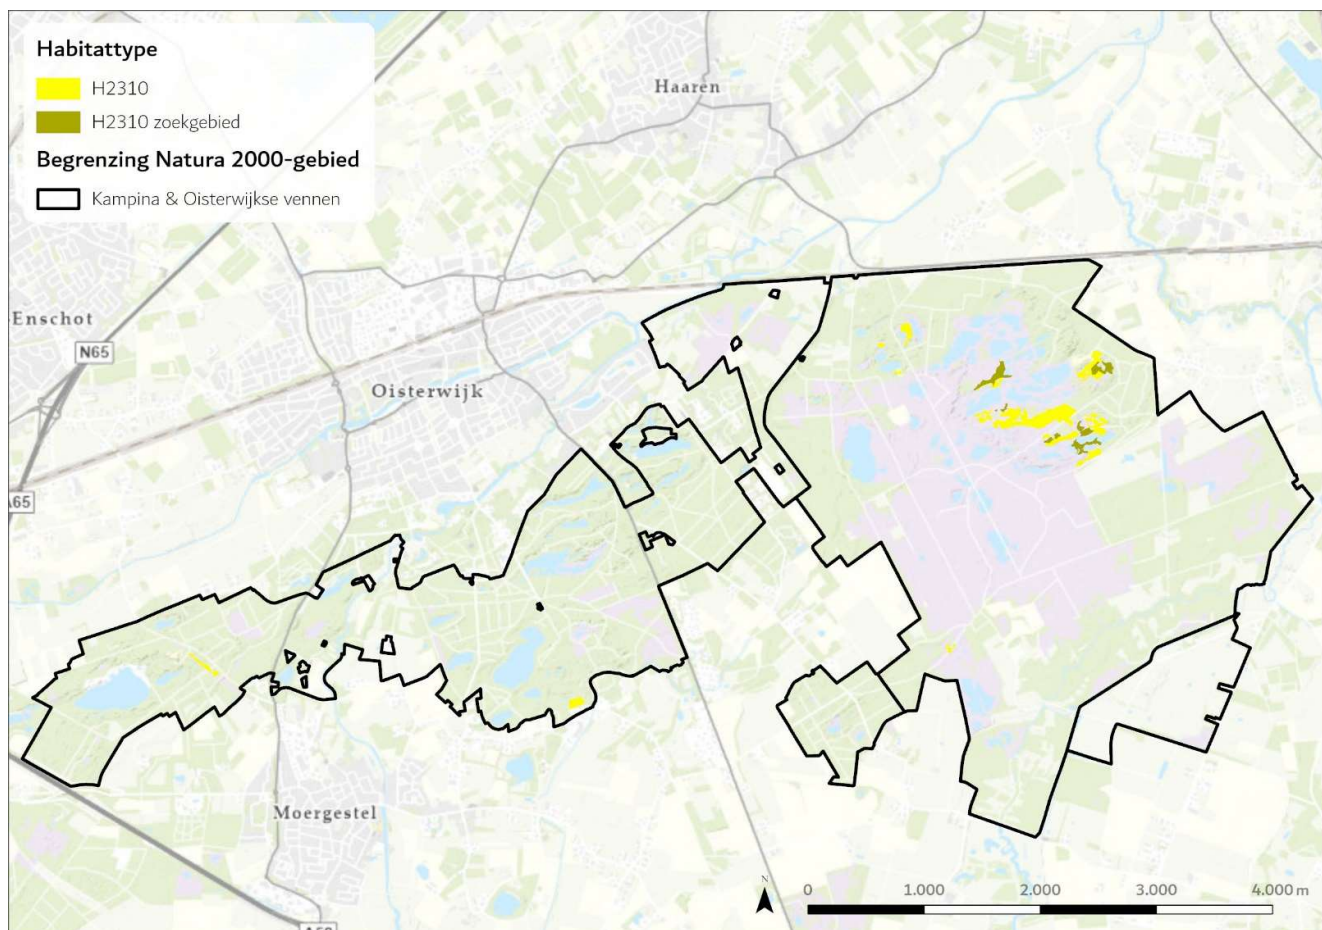 Habitattype
H2310
H2310 zoekgebied
Begrenzing Natura 2000-gebied
Kampina & Oisterwijkse vennen
Haaren
-Enschot
N65
Oisterwijk
A65
Moergestel
N
0 1.000 2.000 3.000 4.000 m